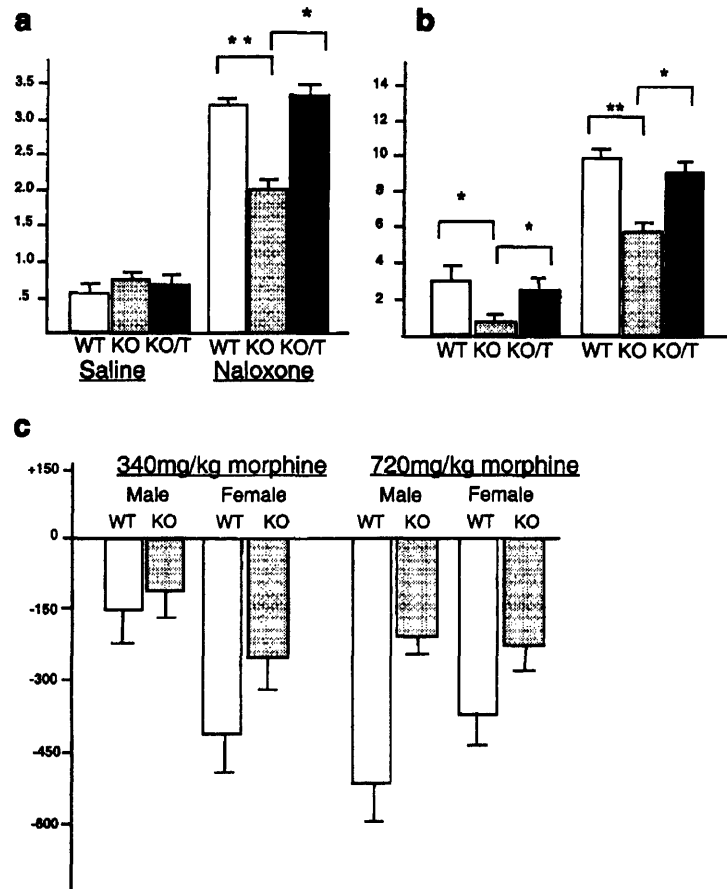 a
* *
*
3.5
3.0
2.5
2.0
1.5
1.0
.5
WT KO KO/T WT KO KO/T
Saline Naloxone
b
14
12
10
8
6
4
2
*
*
**
*
WT KO KO/T WT KO KO/T
c
340mg/kg morphine 720mg/kg morphine
Male Female Male Female
WT KO WT KO WT KO WT KO
+150
0
-150
-300
-450
-600